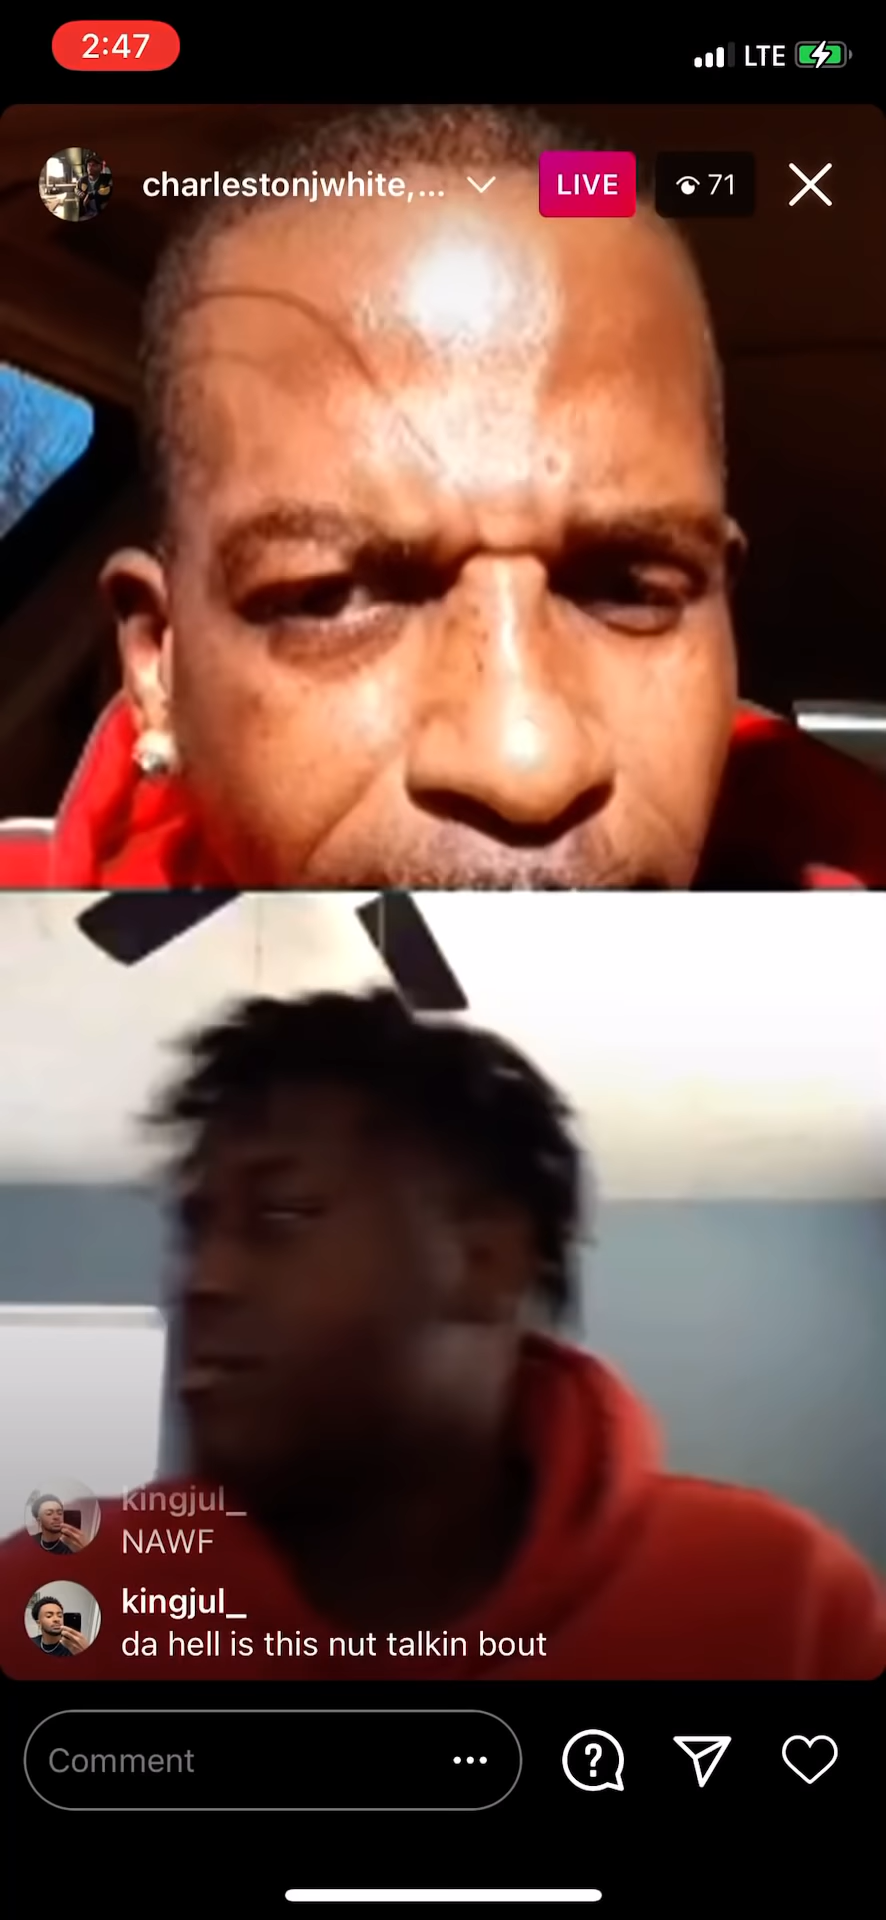 2:47
LTE
charlestonjwhite,...
LIVE
71
kingjul_
NAWF
kingjul_
da hell is this nut talkin bout
Comment